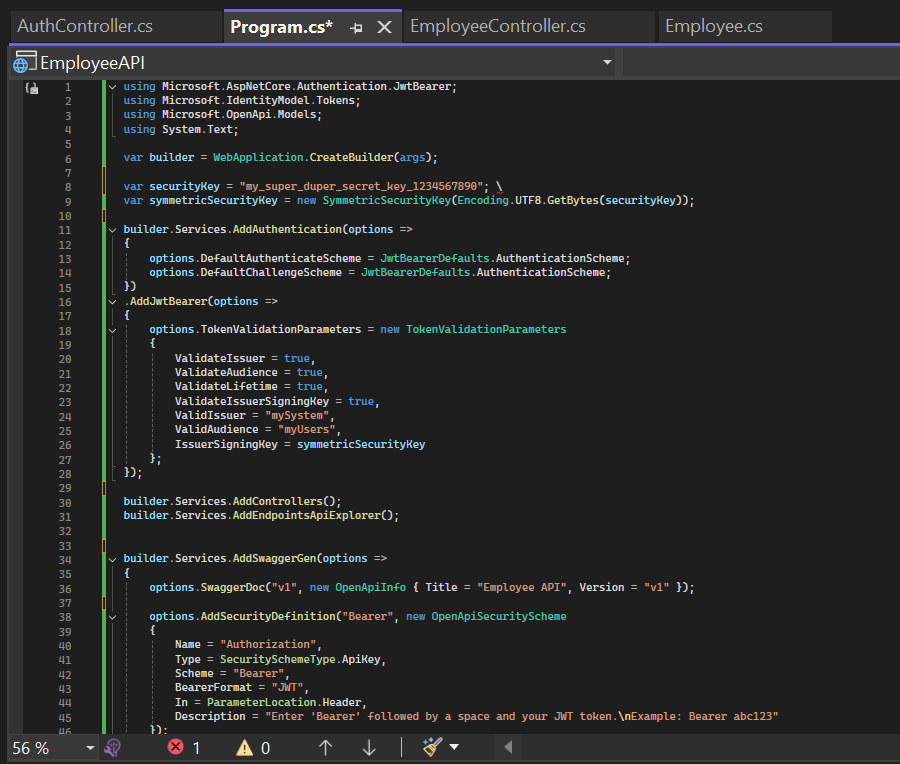 AuthController.cs
Program.cs*
EmployeeController.cs
Employee.cs
EmployeeAPI
1 using Microsoft.AspNetCore.Authentication.JwtBearer;
2 using Microsoft.IdentityModel.Tokens;
3 using Microsoft.OpenApi.Models;
4 using System.Text;
5
6 var builder = WebApplication.CreateBuilder(args);
7
8 var securityKey = "my_super_duper_secret_key_1234567890"; \
9 var symmetricSecurityKey = new SymmetricSecurityKey(Encoding.UTF8.GetBytes(securityKey));
10
11 builder.Services.AddAuthentication(options =>
12 {
13     options.DefaultAuthenticateScheme = JwtBearerDefaults.AuthenticationScheme;
14     options.DefaultChallengeScheme = JwtBearerDefaults.AuthenticationScheme;
15 })
16 .AddJwtBearer(options =>
17 {
18     options.TokenValidationParameters = new TokenValidationParameters
19     {
20         ValidateIssuer = true,
21         ValidateAudience = true,
22         ValidateLifetime = true,
23         ValidateIssuerSigningKey = true,
24         ValidIssuer = "mySystem",
25         ValidAudience = "myUsers",
26         IssuerSigningKey = symmetricSecurityKey
27     };
28 });
29
30 builder.Services.AddControllers();
31 builder.Services.AddEndpointsApiExplorer();
32
33
34 builder.Services.AddSwaggerGen(options =>
35 {
36     options.SwaggerDoc("v1", new OpenApiInfo { Title = "Employee API", Version = "v1" });
37
38     options.AddSecurityDefinition("Bearer", new OpenApiSecurityScheme
39     {
40         Name = "Authorization",
41         Type = SecuritySchemeType.ApiKey,
42         Scheme = "Bearer",
43         BearerFormat = "JWT",
44         In = ParameterLocation.Header,
45         Description = "Enter 'Bearer' followed by a space and your JWT token.\nExample: Bearer abc123"
46     });
56 % 1 0